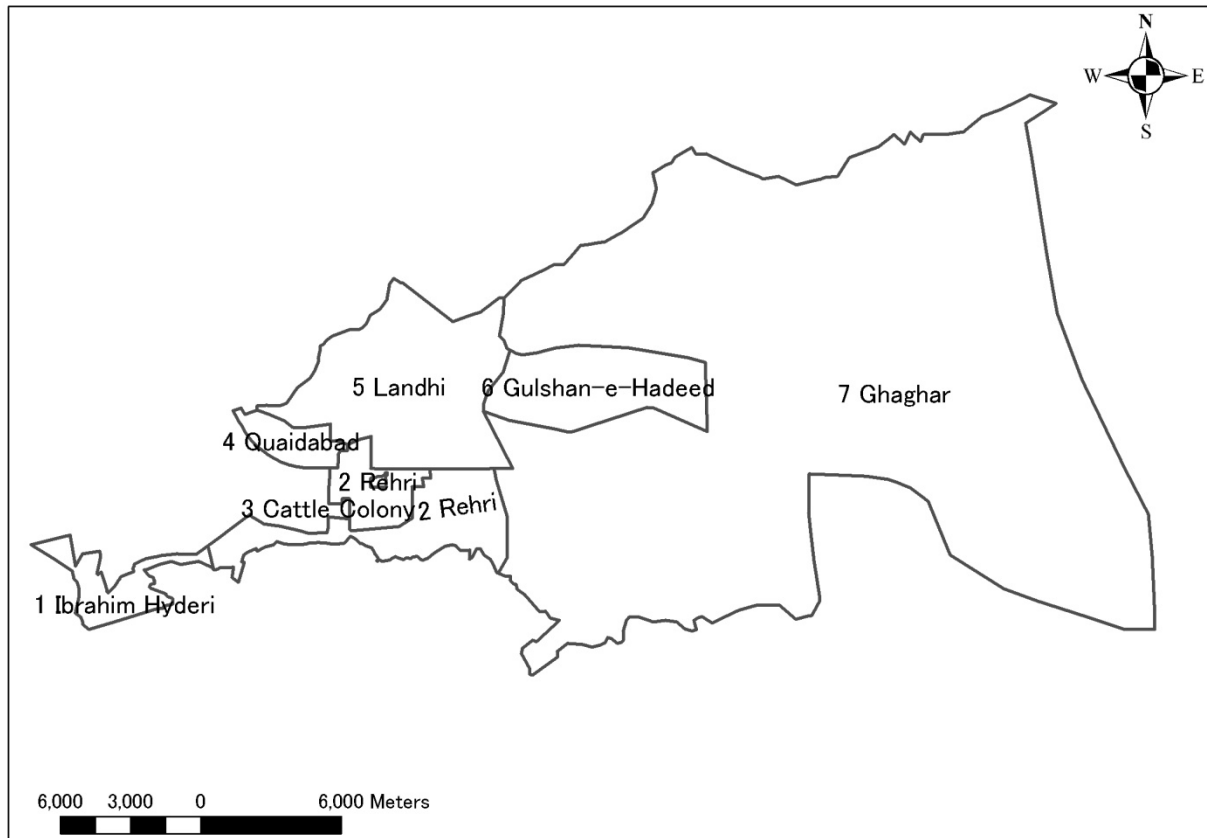 N
W E
S
5 Landhi
6 Gulshan-e-Hadeed
7 Ghaghar
4 Quaidabad
2 Rehri
3 Cattle Colony
2 Rehri
1 Ibrahim Hyderi
6,000 3,000 0 6,000 Meters